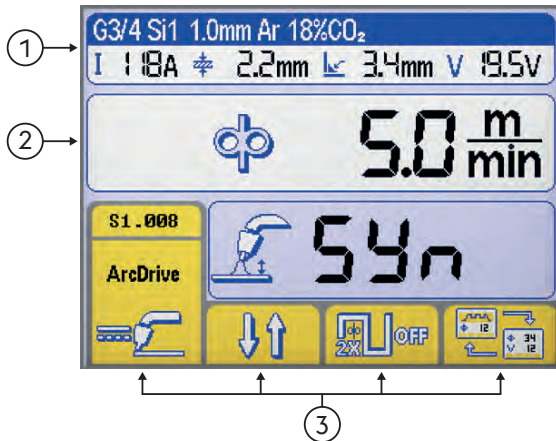 G3/4 Si1 1.0mm Ar 18%CO₂
I 118A 2.2mm 3.4mm V 19.5V
5.0 m/min
S1.008
ArcDrive
Syn
2X OFF
12
34
V 12
1
2
3